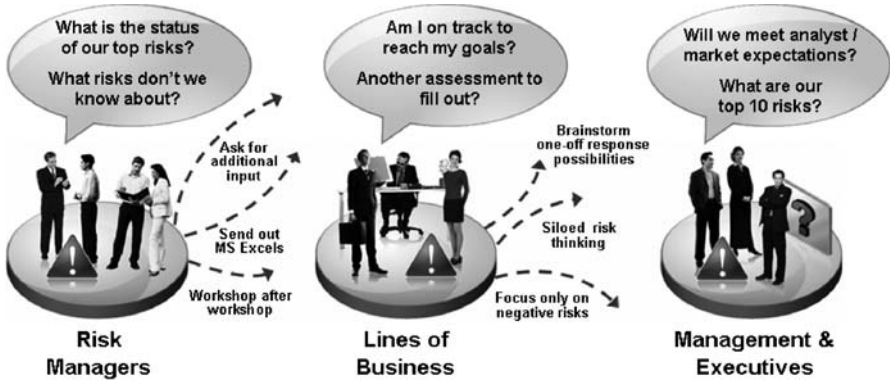 What is the status
of our top risks?
What risks don't we
know about?
Am I on track to
reach my goals?
Another assessment to
fill out?
Will we meet analyst /
market expectations?
What are our
top 10 risks?
Ask for
additional
input
Send out
MS Excels
Workshop after
workshop
Brainstorm
one-off response
possibilities
Siloed risk
thinking
Focus only on
negative risks
!
!
!
?
Risk
Managers
Lines of
Business
Management &
Executives